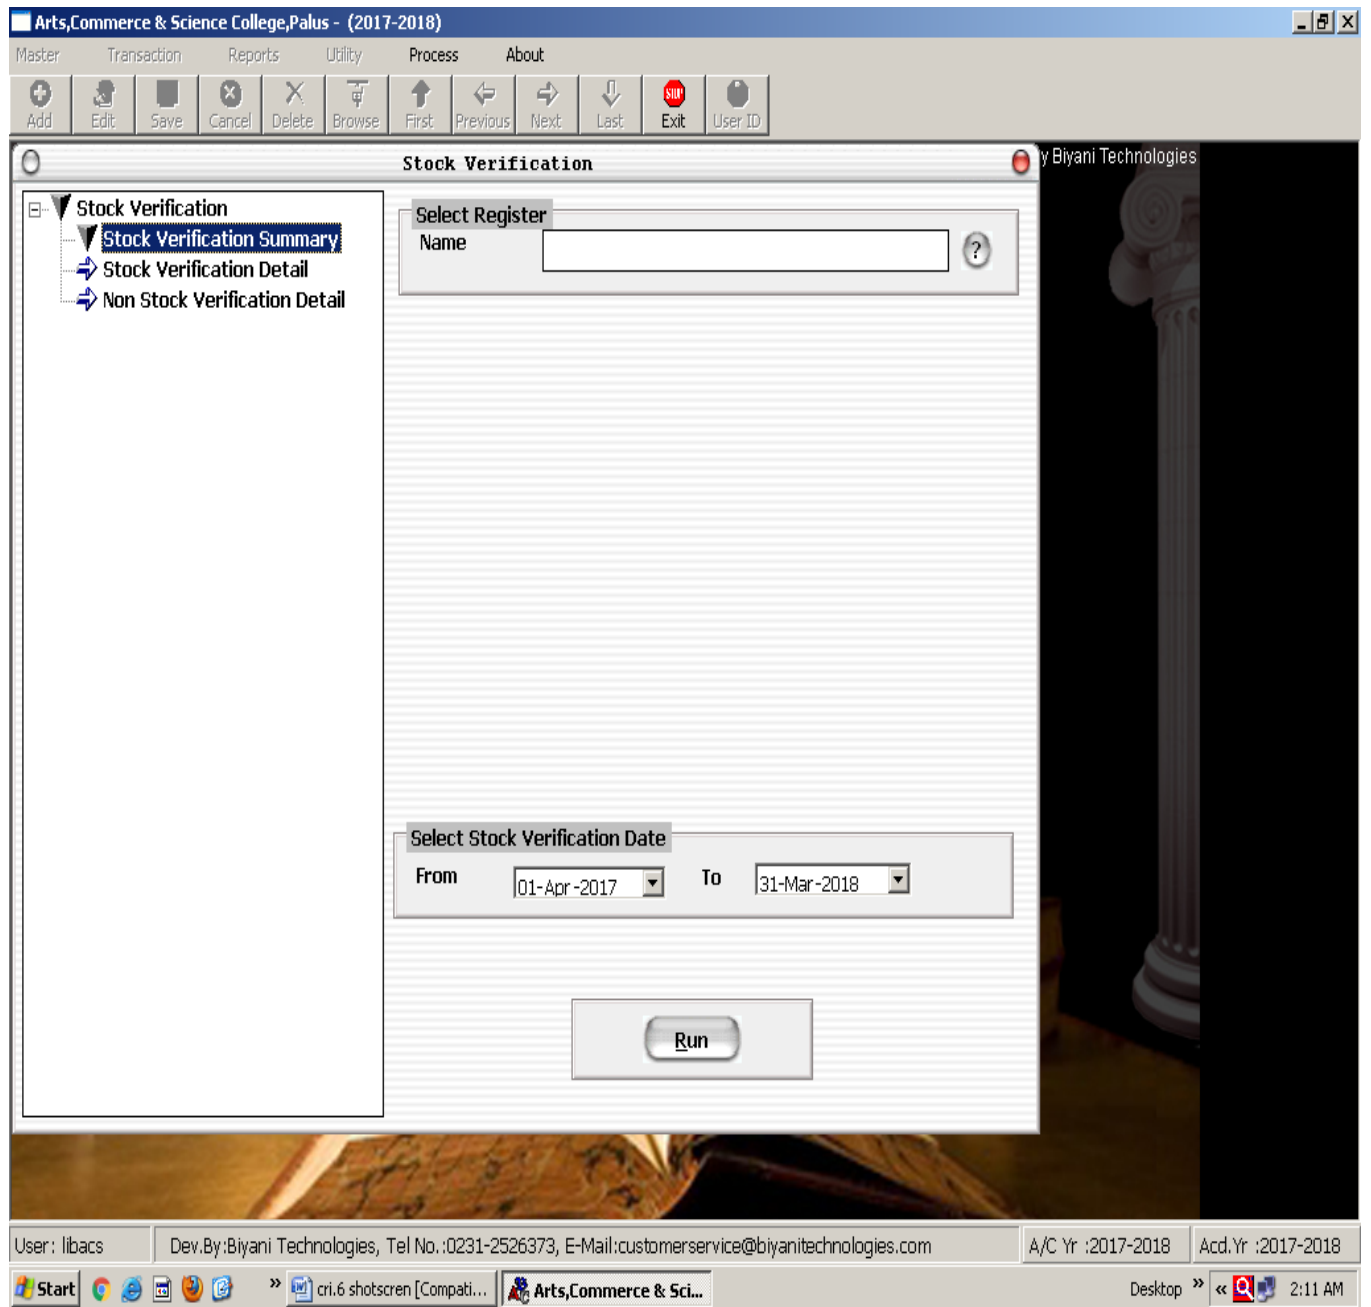 Arts,Commerce & Science College,Palus - (2017-2018)
Master Transaction Reports Utility Process About
Add Edit Save Cancel Delete Browse First Previous Next Last Exit User ID
STOP
Stock Verification
y Biyani Technologies
Stock Verification
Stock Verification Summary
Stock Verification Detail
Non Stock Verification Detail
Select Register
Name
?
Select Stock Verification Date
From 01-Apr-2017 To 31-Mar-2018
Run
User: libacs Dev.By:Biyani Technologies, Tel No.:0231-2526373, E-Mail:customerservice@biyanitechnologies.com A/C Yr :2017-2018 Acd.Yr :2017-2018
Start » cri.6 shotscren [Compati... Arts,Commerce & Sci... Desktop » « 2:11 AM